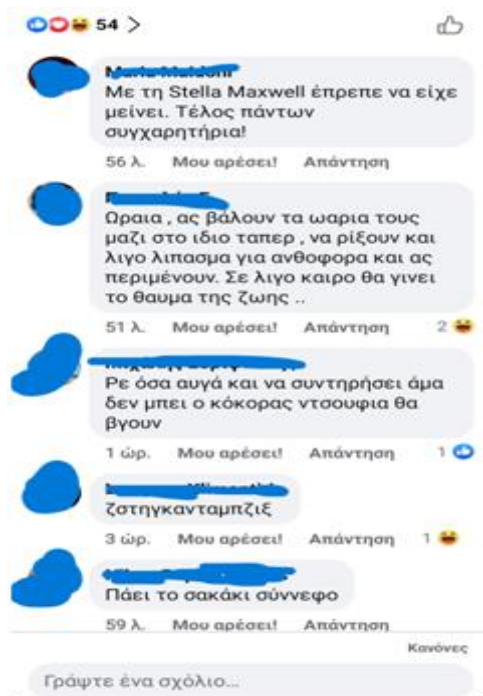 54 >
Με τη Stella Maxwell έπρεπε να είχε
μείνει. Τέλος πάντων
συγχαρητήρια!
56 λ. Μου αρέσει! Απάντηση
Ωραια , ας βάλουν τα ωαρια τους
μαζι στο ιδιο ταπερ , να ρίξουν και
λιγο λιπασμα για ανθοφορα και ας
περιμένουν. Σε λιγο καιρο θα γινει
το θαυμα της ζωης ..
51 λ. Μου αρέσει! Απάντηση 2
Ρε όσα αυγά και να συντηρήσει άμα
δεν μπει ο κόκορας ντσουφια θα
βγουν
1 ώρ. Μου αρέσει! Απάντηση 1
ζστηγκανταμπζιξ
3 ώρ. Μου αρέσει! Απάντηση 1
Πάει το σακάκι σύννεφο
59 λ. Μου αρέσει! Απάντηση
Κανόνες
Γράψτε ένα σχόλιο...